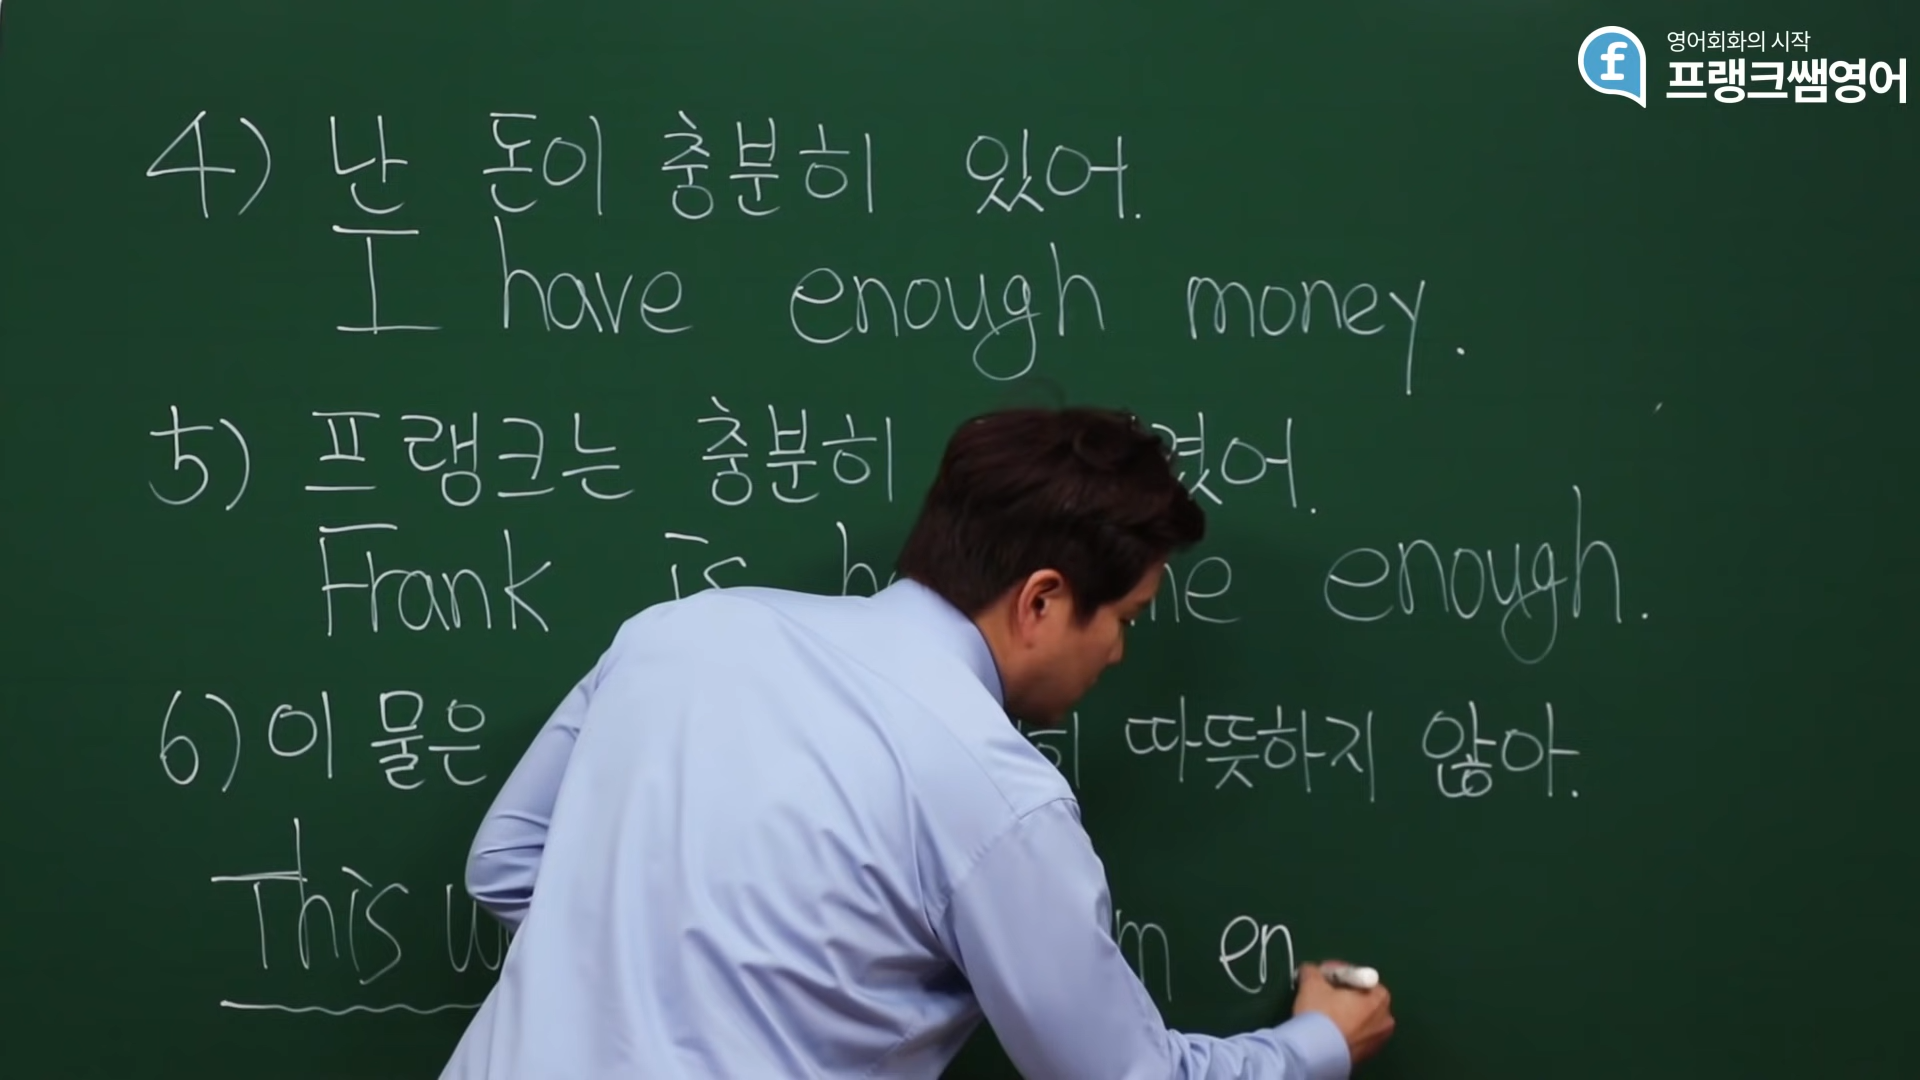 영어회화의 시작
프랭크쌤영어
4) 난 돈이 충분히 있어.
I have enough money.
5) 프랭크는 충분히
Frank is enough.
6) 이 물은 따뜻하지 않아.
This en